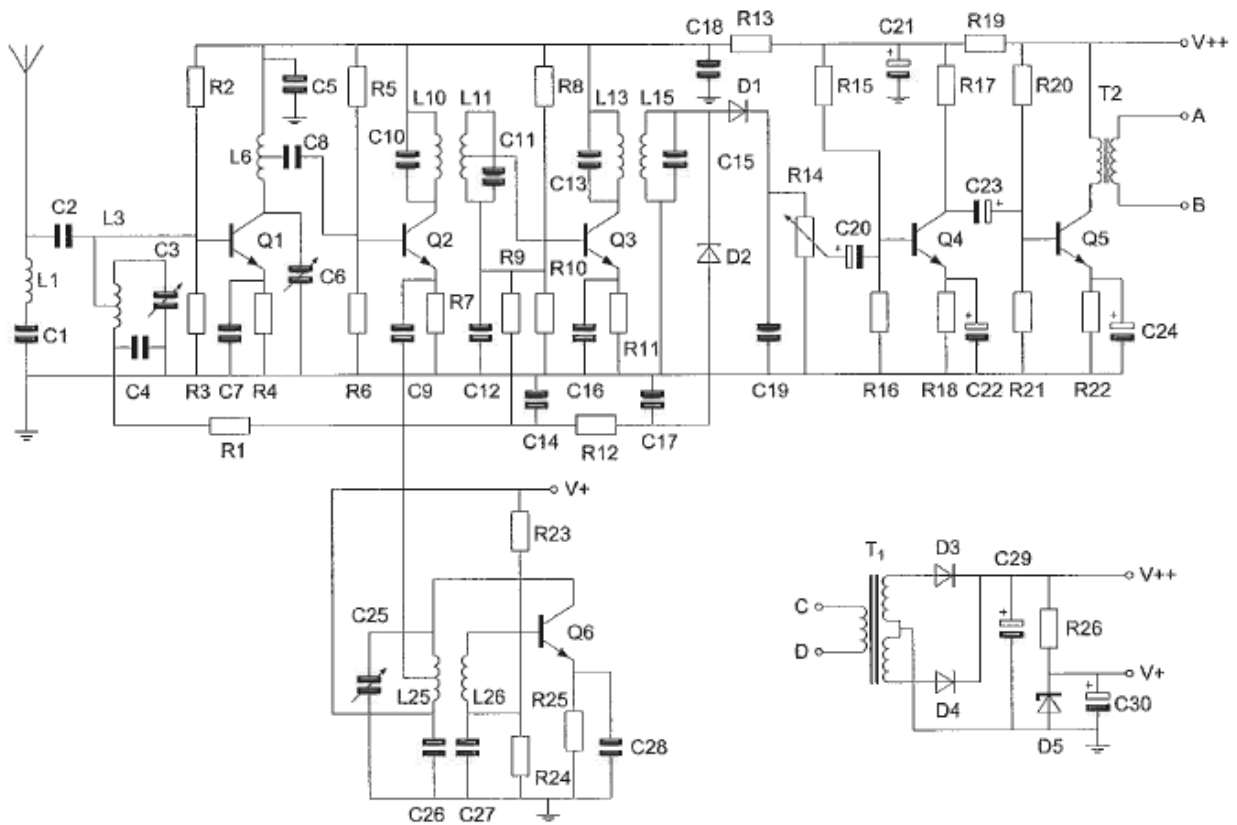 C18
R13
C21
R19
V++
R2
C5
R5
L10
L11
R8
L13
L15
D1
R15
R17
R20
T2
C8
C10
C11
A
L6
C13
C15
R14
C2
L3
C23
B
C3
Q1
Q2
Q3
C20
Q4
Q5
L1
C6
R9
R10
D2
R7
C1
R11
C24
C4
R3
C7
R4
R6
C9
C12
C16
C19
R16
R18
C22
R21
R22
R1
C14
R12
C17
V+
R23
T1
D3
C29
V++
C25
Q6
C
R26
D
L25
L26
R25
V+
C30
D4
C28
R24
D5
C26
C27